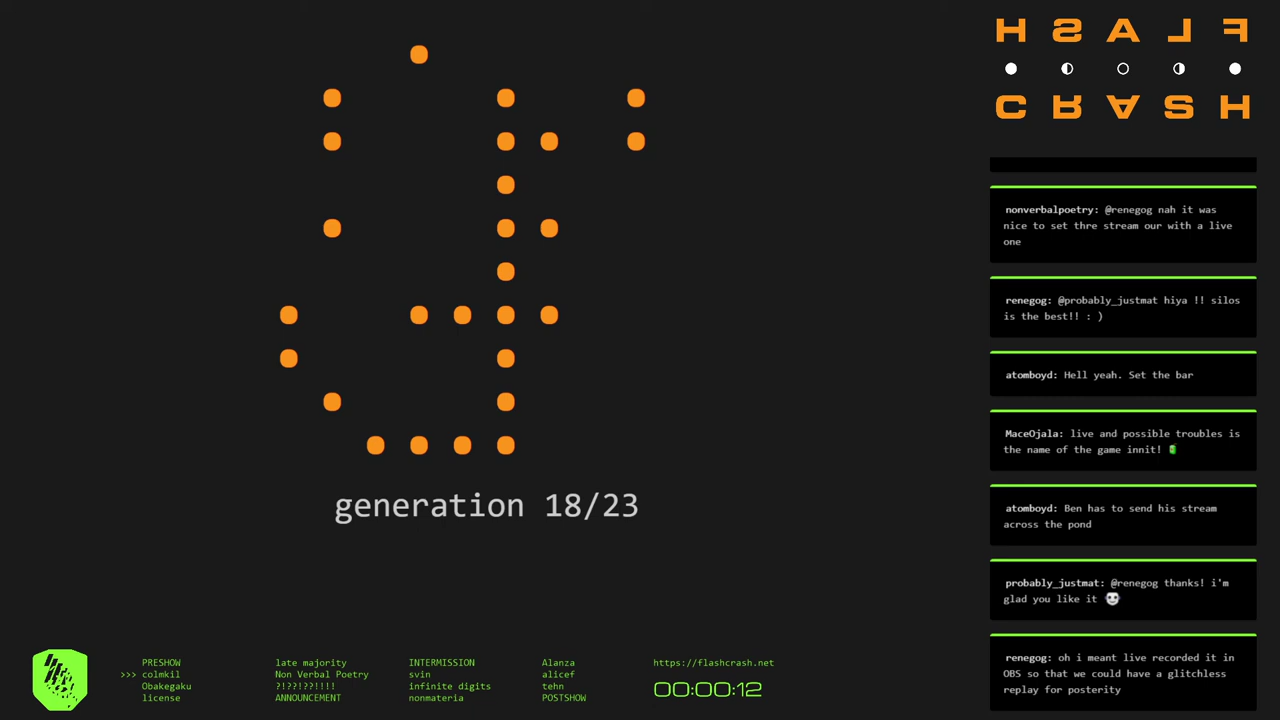 FLASH
CRASH
nonverbalpoetry: @renegog nah it was
nice to set thre stream our with a live
one
renegog: @probably_justmat hiya !! silos
is the best!! : )
atomboyd: Hell yeah. Set the bar
MaceOjala: live and possible troubles is
the name of the game innit!
atomboyd: Ben has to send his stream
across the pond
probably_justmat: @renegog thanks! i'm
glad you like it
renegog: oh i meant live recorded it in
OBS so that we could have a glitchless
replay for posterity
generation 18/23
PRESHOW
>>> colmkil
Obakegaku
license
late majority
Non Verbal Poetry
?!??!??!!!!
ANNOUNCEMENT
INTERMISSION
svin
infinite digits
nonmateria
Alanza
alicef
tehn
POSTSHOW
https://flashcrash.net
00:00:12